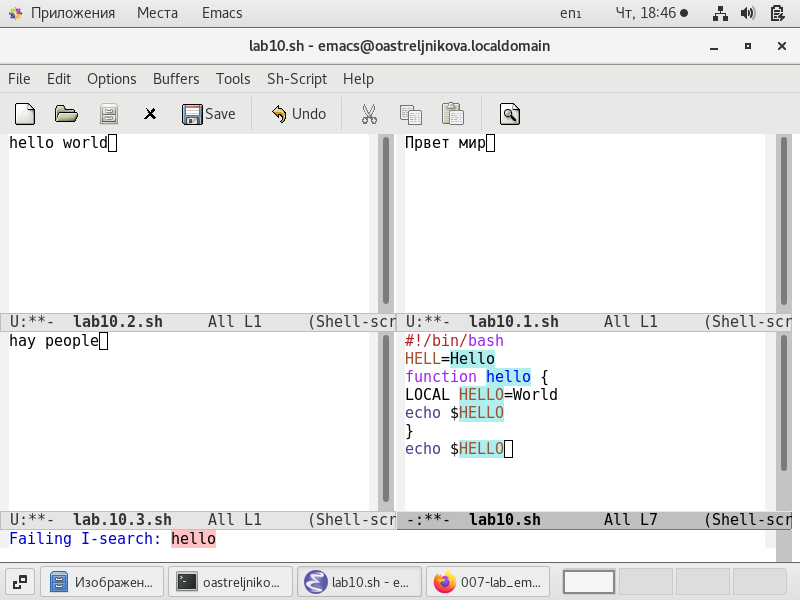 Приложения Места Emacs en₁ Чт, 18:46
lab10.sh - emacs@oastreljnikova.localdomain
File Edit Options Buffers Tools Sh-Script Help
Save Undo
hello world
Првет мир
U:**- lab10.2.sh All L1 (Shell-scr
U:**- lab10.1.sh All L1 (Shell-scr
hay people
#!/bin/bash
HELL=Hello
function hello {
LOCAL HELLO=World
echo $HELLO
}
echo $HELLO
U:**- lab.10.3.sh All L1 (Shell-scr
-:**- lab10.sh All L7 (Shell-scr
Failing I-search: hello
Изображен... oastreljniko... lab10.sh - e... 007-lab_em...